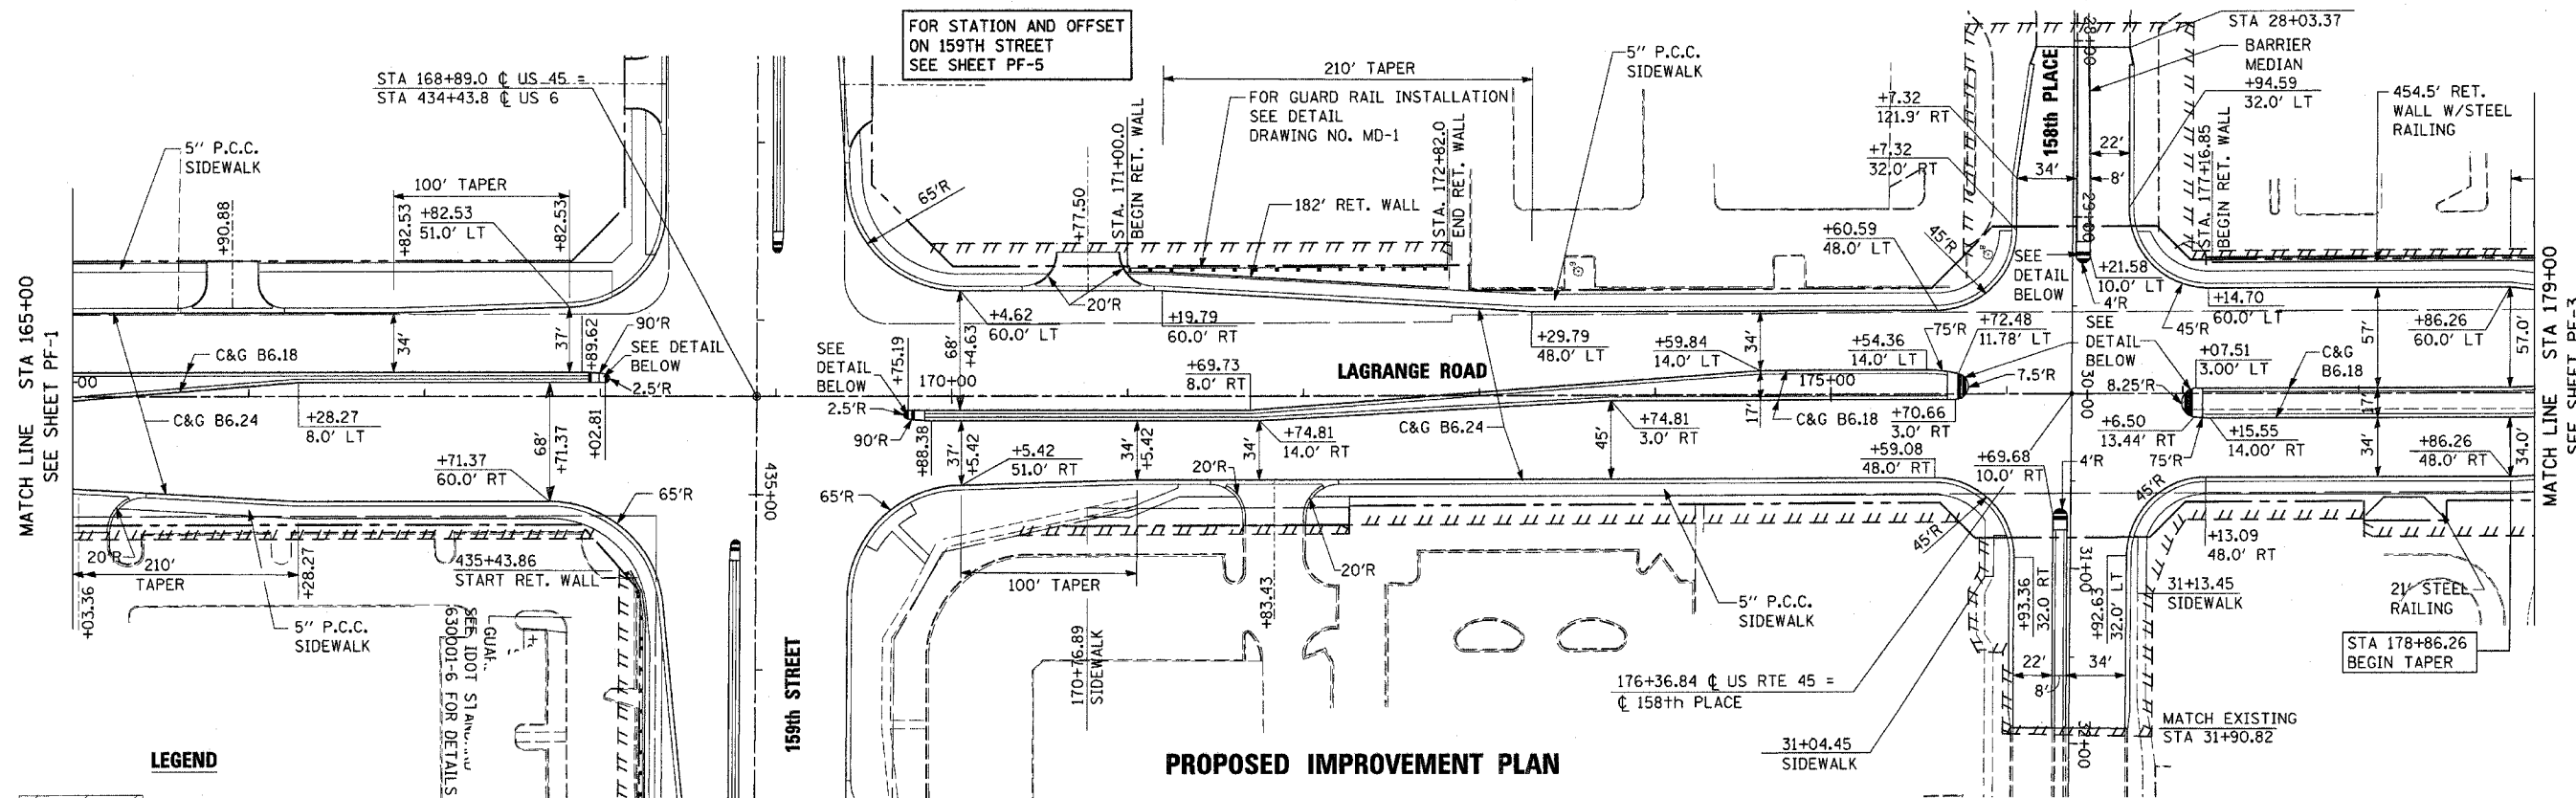 FOR STATION AND OFFSET
ON 159TH STREET
SEE SHEET PF-5
STA 168+89.0 ℄ US 45 =
STA 434+43.8 ℄ US 6
5" P.C.C.
SIDEWALK
100' TAPER
+90.88
+82.53
+82.53
51.0' LT
+82.53
65'R
+77.50
STA. 171+00.0
BEGIN RET. WALL
210' TAPER
FOR GUARD RAIL INSTALLATION
SEE DETAIL
DRAWING NO. MD-1
182' RET. WALL
STA. 172+82.0
END RET. WALL
5" P.C.C.
SIDEWALK
+7.32
121.9' RT
+7.32
32.0' RT
+60.59
48.0' LT
45'R
158th PLACE
28+00
STA 28+03.37
BARRIER
MEDIAN
+94.59
32.0' LT
34'
22'
8'
29+00
454.5' RET.
WALL W/STEEL
RAILING
STA. 177+16.85
BEGIN RET. WALL
MATCH LINE STA 165+00
SEE SHEET PF-1
C&G B6.18
34'
37'
+89.62
90'R
SEE DETAIL
BELOW
2.5'R
C&G B6.24
+28.27
8.0' LT
+71.37
60.0' RT
68'
+71.37
+02.81
65'R
SEE
DETAIL
BELOW
+75.19
2.5'R
90'R
+88.38
68'
+4.63
+4.62
60.0' LT
20'R
+19.79
60.0' RT
170+00
+69.73
8.0' RT
LAGRANGE ROAD
+29.79
48.0' LT
+59.84
14.0' LT
34'
+54.36
14.0' LT
75'R
SEE
DETAIL
BELOW
+21.58
10.0' LT
4'R
+72.48
11.78' LT
SEE
DETAIL
BELOW
7.5'R
8.25'R
45'R
+14.70
60.0' LT
+07.51
3.00' LT
57'
C&G
B6.18
+86.26
60.0' LT
57.0'
MATCH LINE STA 179+00
SEE SHEET PF-3
175+00
17'
C&G B6.18
+70.66
3.0' RT
30+00
+6.50
13.44' RT
75'R
+15.55
14.00' RT
17'
34'
+86.26
48.0' RT
34.0'
37'
+5.42
+5.42
51.0' RT
34'
+5.42
34'
+74.81
14.0' RT
C&G B6.24
45'
+74.81
3.0' RT
+59.08
48.0' RT
+69.68
10.0' RT
4'R
45'R
45'R
+13.09
48.0' RT
65'R
20'R
20'R
100' TAPER
+83.43
170+76.89
SIDEWALK
5" P.C.C.
SIDEWALK
435+00
159th STREET
20'R
210'
TAPER
+28.27
+03.36
5" P.C.C.
SIDEWALK
435+43.86
START RET. WALL
SEE IDOT STANDARD
630001-6 FOR DETAILS
176+36.84 ℄ US RTE 45 =
℄ 158th PLACE
31+04.45
SIDEWALK
+93.36
32.0 RT
+92.63
32.0' LT
31+00
31+13.45
SIDEWALK
22'
34'
8'
MATCH EXISTING
STA 31+90.82
32+00
21' STEEL
RAILING
STA 178+86.26
BEGIN TAPER
LEGEND
PROPOSED IMPROVEMENT PLAN